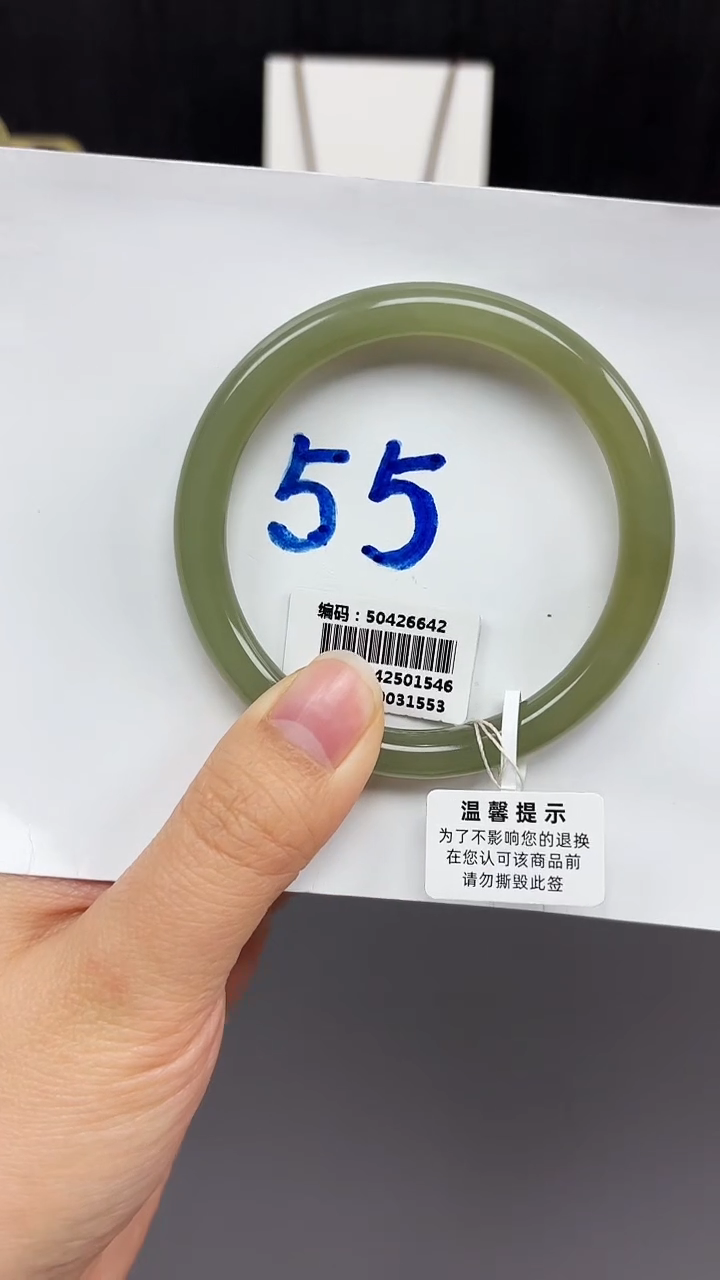 55
编码：50426642
42501546
0031553
温馨提示
为了不影响您的退换
在您认可该商品前
请勿撕毁此签